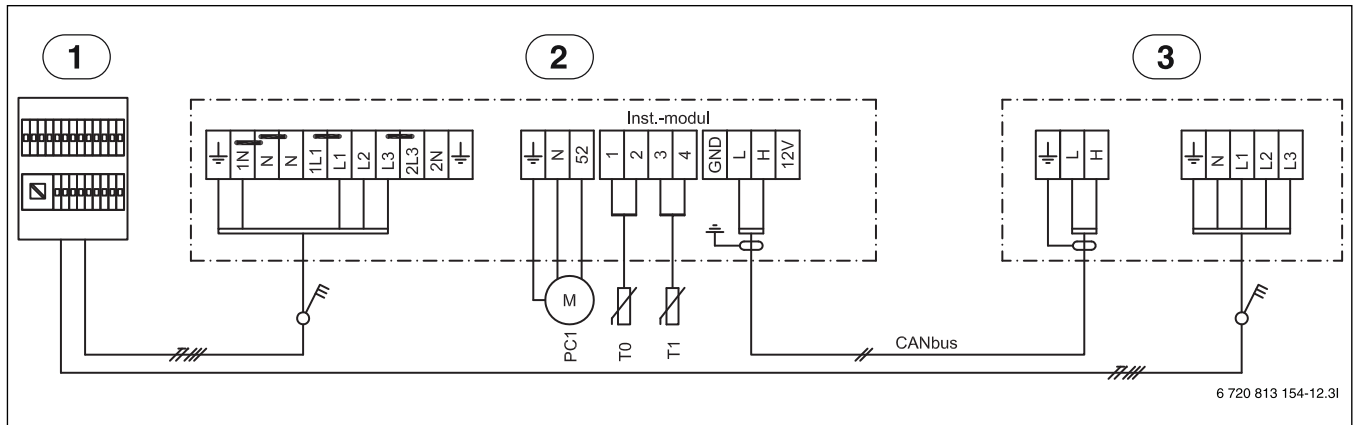 1
2
3
Inst.-modul
1N
N
N
1L1
L1
L2
L3
2L3
2N
N
52
1
2
3
4
GND
L
H
12V
L
H
N
L1
L2
L3
M
PC1
T0
T1
CANbus
6 720 813 154-12.3I